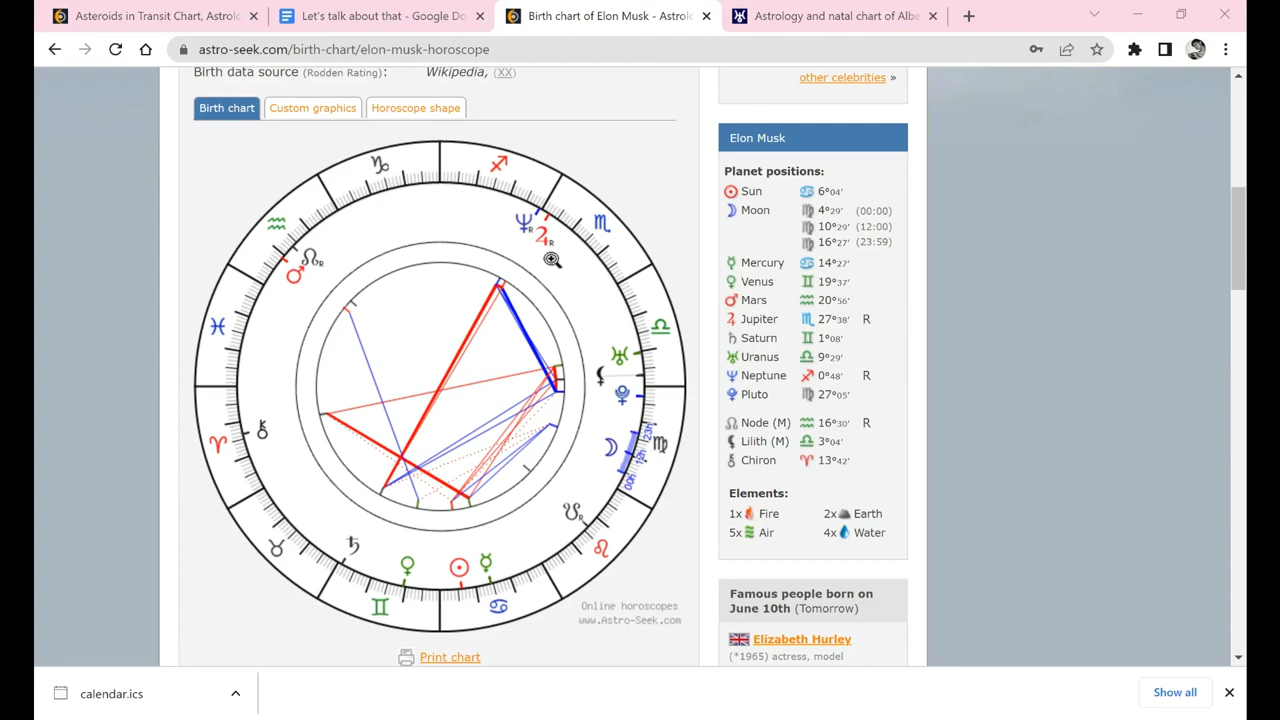 Asteroids in Transit Chart, Astrolo
Let's talk about that - Google Do
Birth chart of Elon Musk - Astrolo
Astrology and natal chart of Albe
astro-seek.com/birth-chart/elon-musk-horoscope
Birth data source (Rodden Rating): Wikipedia, (XX)
Birth chart
Custom graphics
Horoscope shape
R
R
R
R
23h
12h
00h
Online horoscopes
www.Astro-Seek.com
Print chart
other celebrities »
Elon Musk
Planet positions:
Sun 6°04'
Moon 4°29' (00:00)
10°29' (12:00)
16°27' (23:59)
Mercury 14°27'
Venus 19°37'
Mars 20°56'
Jupiter 27°38' R
Saturn 1°08'
Uranus 9°29'
Neptune 0°48' R
Pluto 27°05'
Node (M) 16°30' R
Lilith (M) 3°04'
Chiron 13°42'
Elements:
1x Fire 2x Earth
5x Air 4x Water
Famous people born on
June 10th (Tomorrow)
Elizabeth Hurley
(*1965) actress, model
calendar.ics
Show all